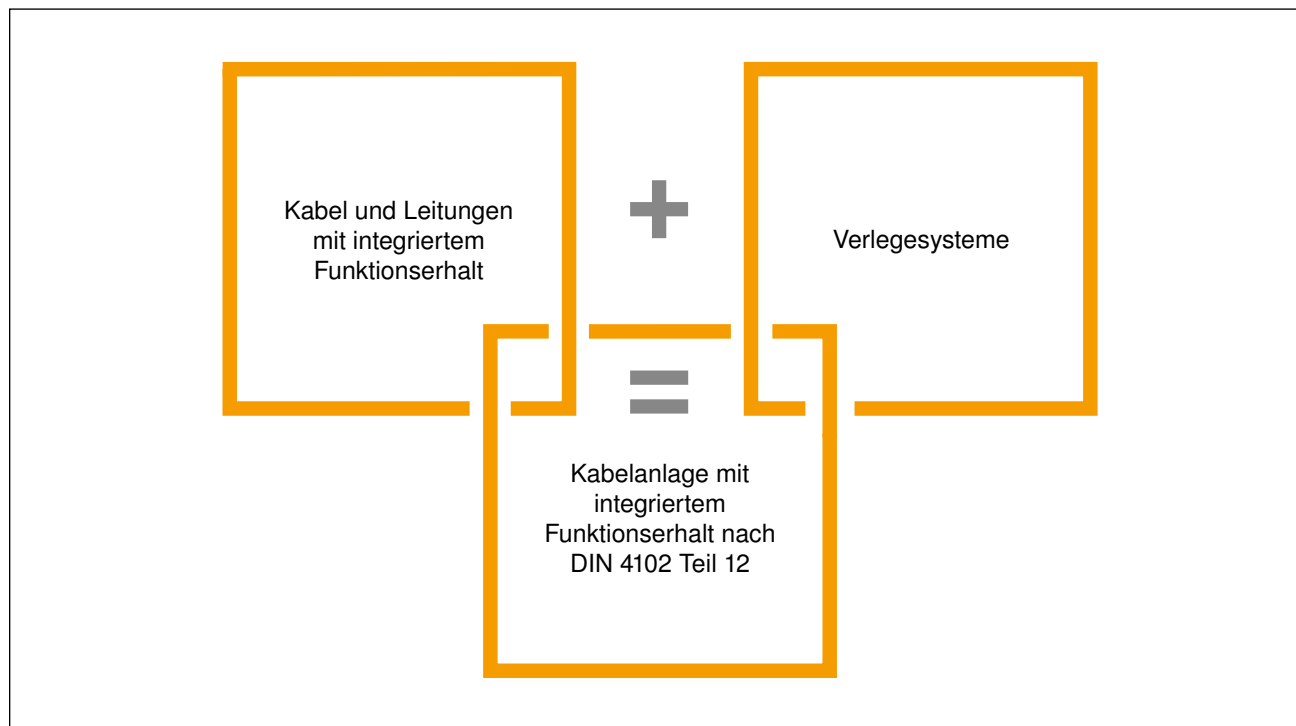 Kabel und Leitungen
mit integriertem
Funktionserhalt
+
Verlegesysteme
=
Kabelanlage mit
integriertem
Funktionserhalt nach
DIN 4102 Teil 12